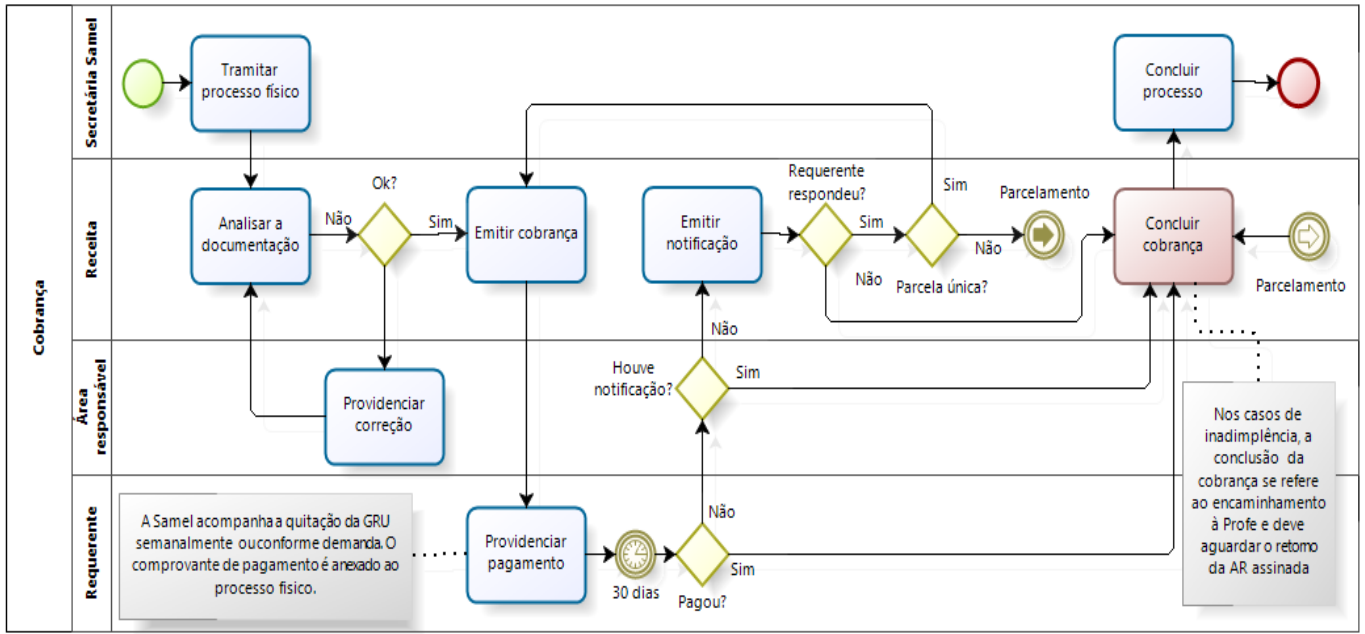 Cobrança
Secretária Samel
Tramitar
processo físico
Concluir
processo
Receita
Analisar a
documentação
Não
Ok?
Sim
Emitir cobrança
Emitir
notificação
Requerente
respondeu?
Sim
Não
Sim
Parcela única?
Não
Parcelamento
Concluir
cobrança
Parcelamento
Área
responsável
Providenciar
correção
Não
Houve
notificação?
Sim
Nos casos de
inadimplência, a
conclusão da
cobrança se refere
ao encaminhamento
à Profe e deve
aguardar o retorno
da AR assinada
Requerente
A Samel acompanha a quitação da GRU
semanalmente ou conforme demanda. O
comprovante de pagamento é anexado ao
processo físico.
Providenciar
pagamento
30 dias
Não
Pagou?
Sim